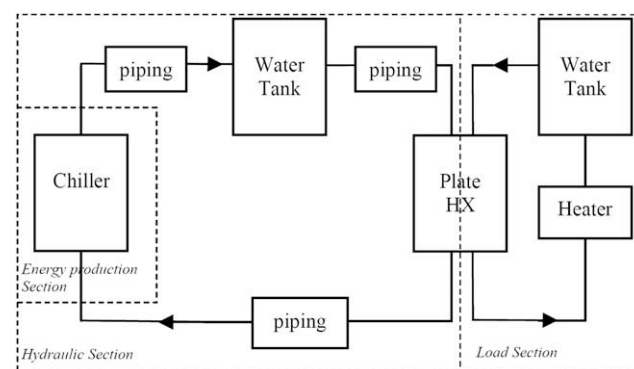 piping
Water
Tank
piping
Water
Tank
Chiller
Plate
HX
Heater
Energy production
Section
piping
Hydraulic Section
Load Section